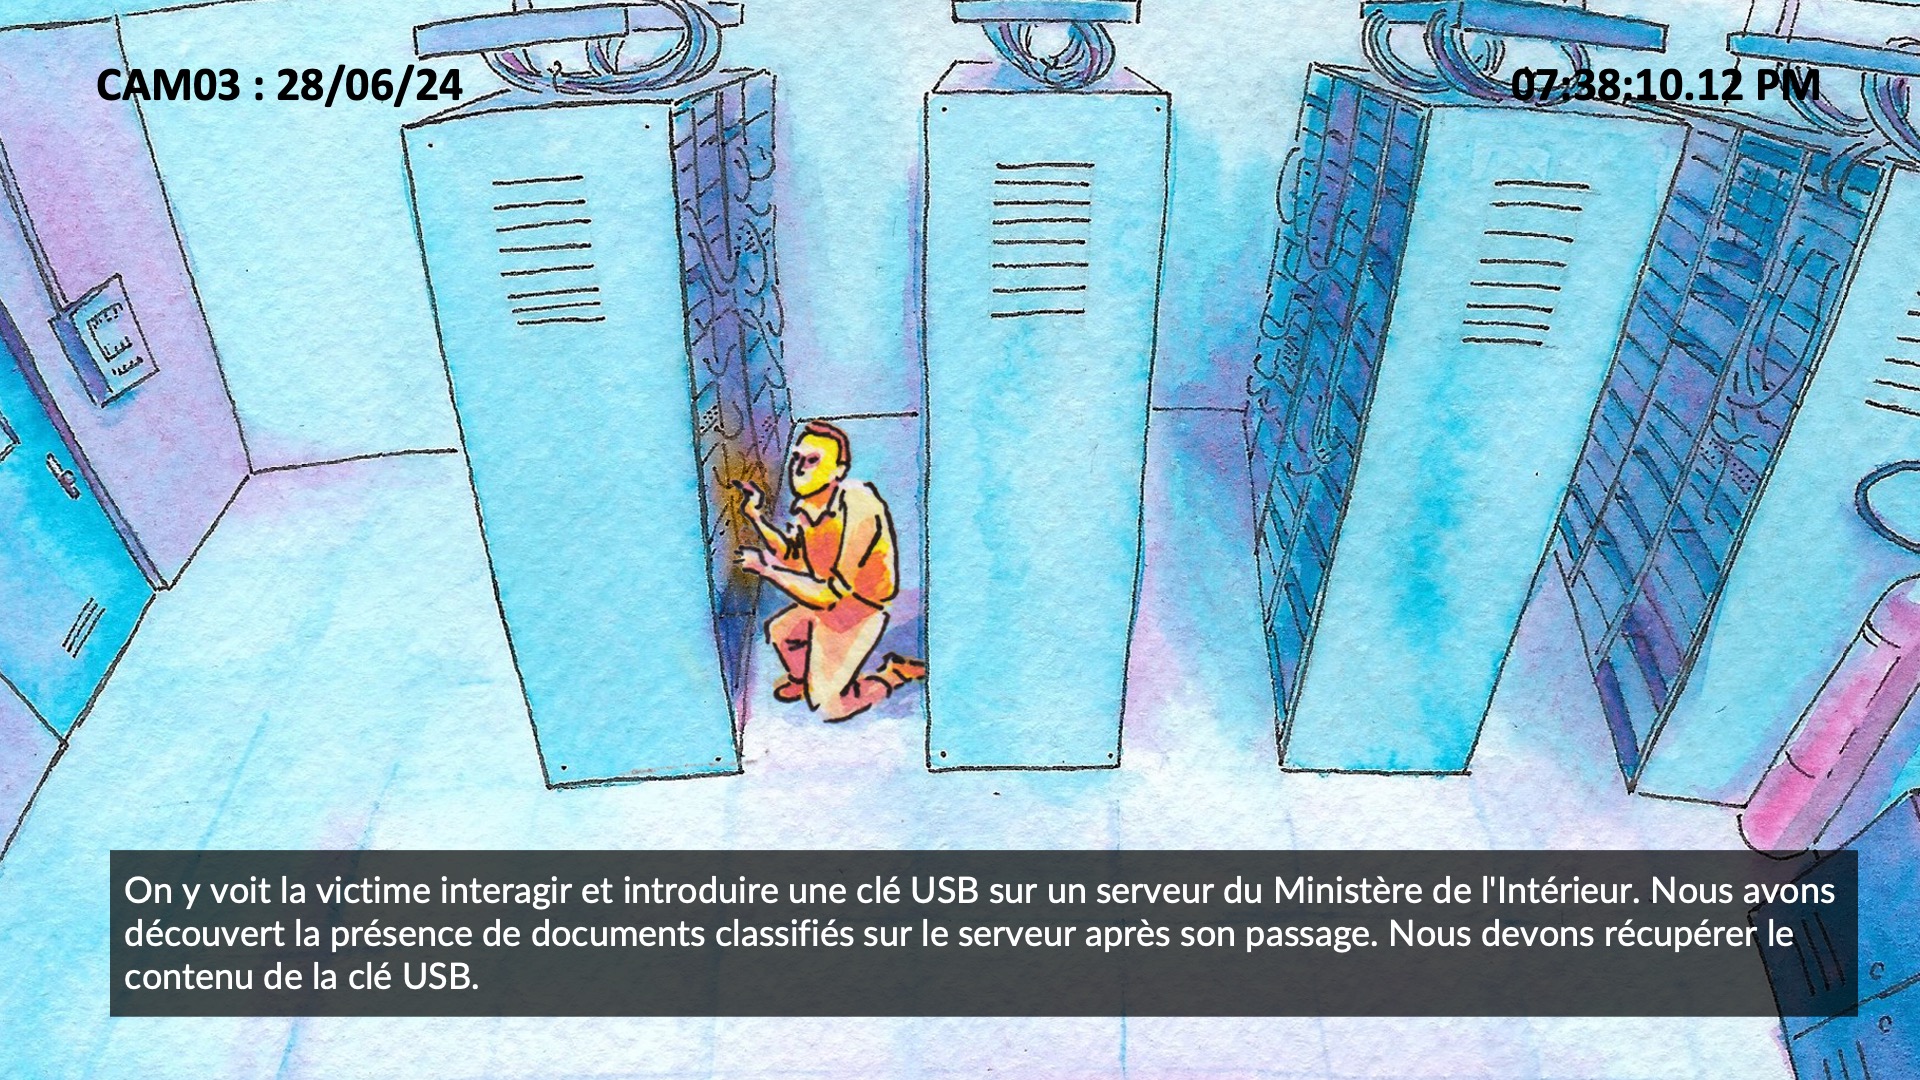 CAM03 : 28/06/24
07:38:10.12 PM
On y voit la victime interagir et introduire une clé USB sur un serveur du Ministère de l'Intérieur. Nous avons
découvert la présence de documents classifiés sur le serveur après son passage. Nous devons récupérer le
contenu de la clé USB.